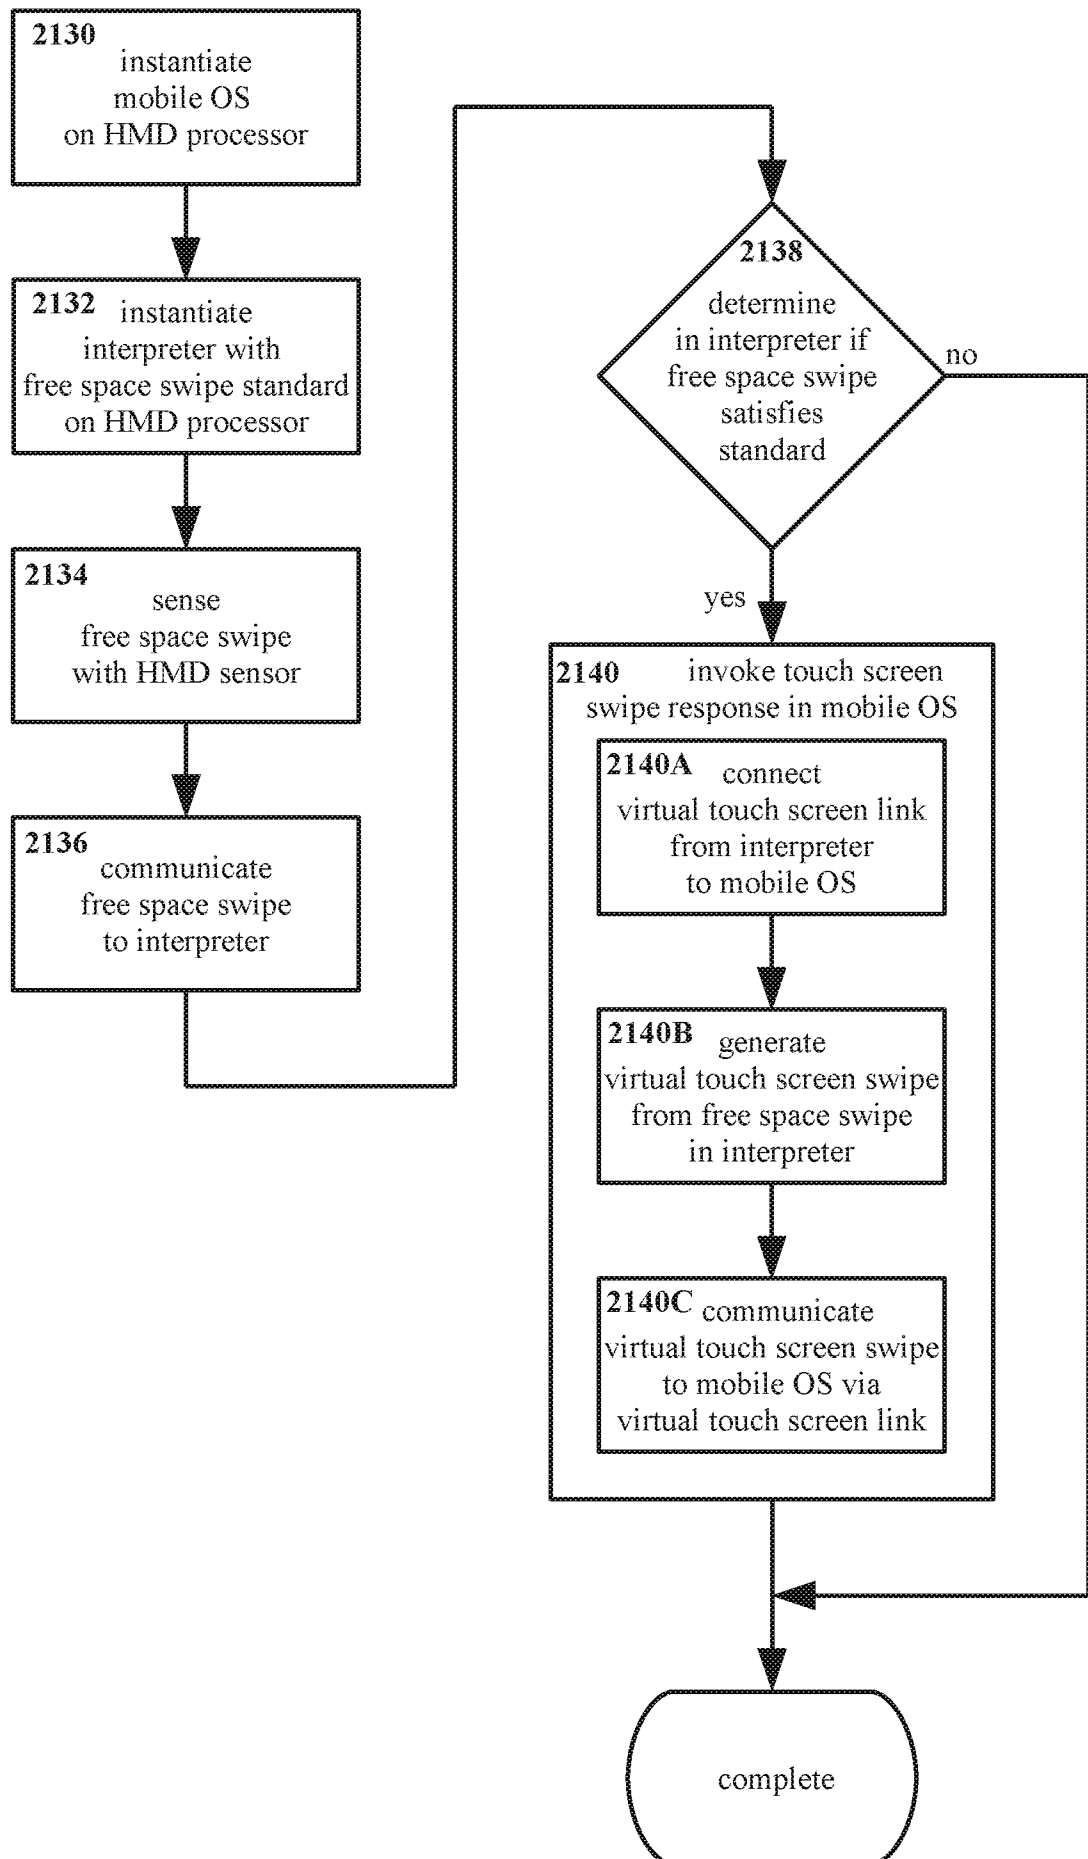 2130
instantiate
mobile OS
on HMD processor
2132 instantiate
interpreter with
free space swipe standard
on HMD processor
2134
sense
free space swipe
with HMD sensor
2136
communicate
free space swipe
to interpreter
2138
determine
in interpreter if
free space swipe
satisfies
standard
no
yes
2140 invoke touch screen
swipe response in mobile OS
2140A connect
virtual touch screen link
from interpreter
to mobile OS
2140B generate
virtual touch screen swipe
from free space swipe
in interpreter
2140C communicate
virtual touch screen swipe
to mobile OS via
virtual touch screen link
complete